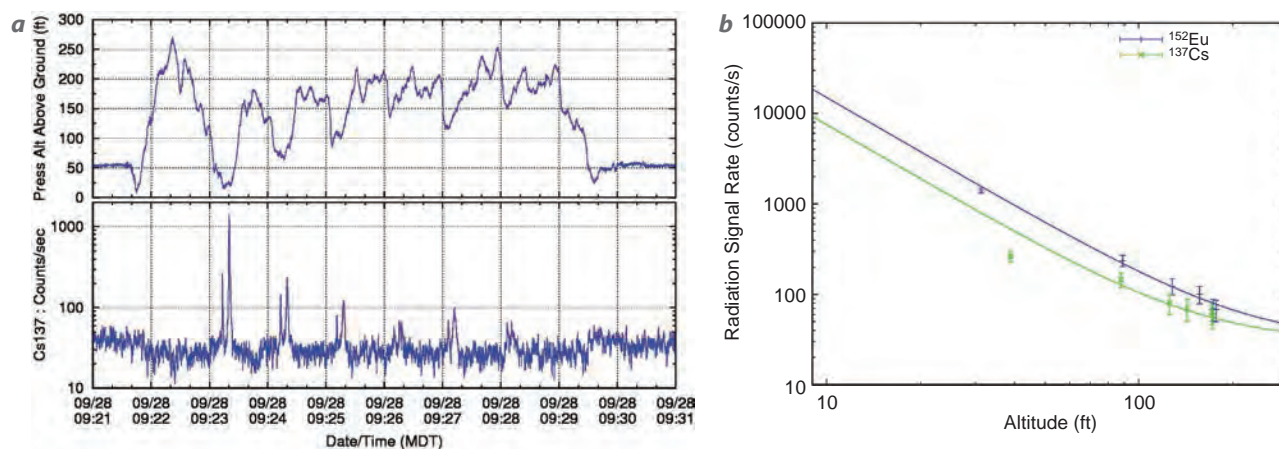 a
Press Alt Above Ground (ft)
300
250
200
150
100
50
0
Cs137 : Counts/sec
1000
100
10
09/28 09/28 09/28 09/28 09/28 09/28 09/28 09/28 09/28 09/28 09/28
09:21 09:22 09:23 09:24 09:25 09:26 09:27 09:28 09:29 09:30 09:31
Date/Time (MDT)
b
Radiation Signal Rate (counts/s)
100000
10000
1000
100
10
¹⁵²Eu
¹³⁷Cs
10 100
Altitude (ft)